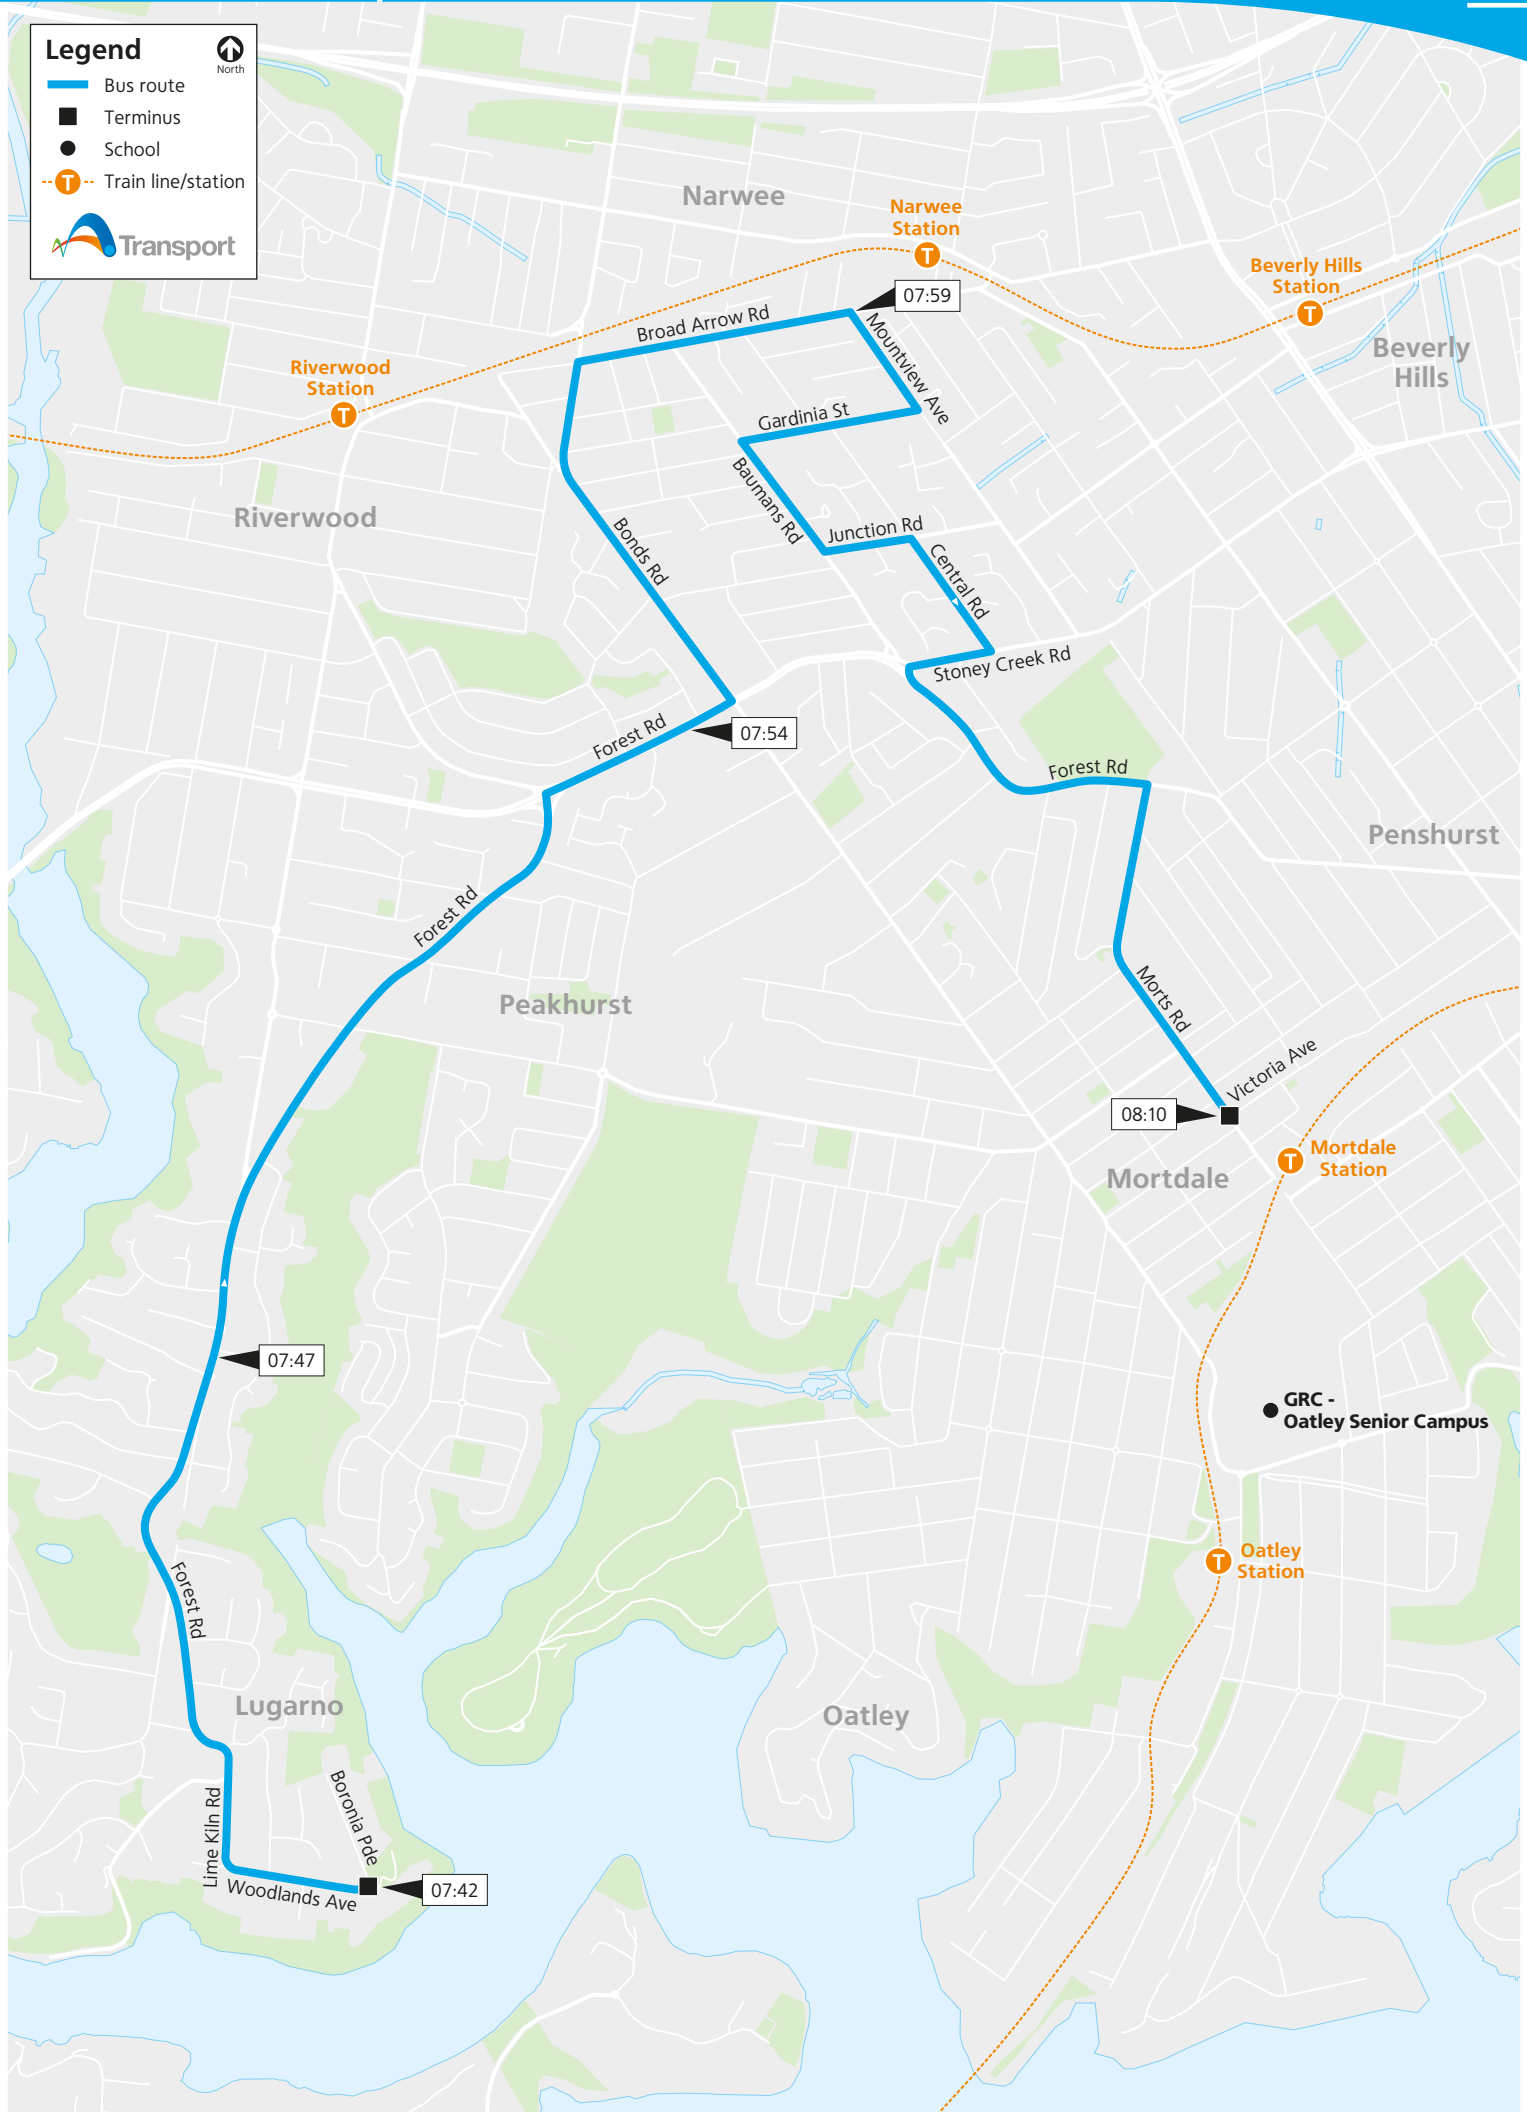 Legend
North
Bus route
Terminus
School
T
Train line/station
Transport
Narwee
Narwee
Station
T
Beverly Hills
Station
T
Beverly
Hills
07:59
Broad Arrow Rd
Mountview Ave
Riverwood
Station
T
Gardinia St
Baumans Rd
Riverwood
Bonds Rd
Junction Rd
Central Rd
Stoney Creek Rd
Forest Rd
07:54
Forest Rd
Penshurst
Forest Rd
Peakhurst
Morts Rd
Victoria Ave
08:10
Mortdale
T
Mortdale
Station
07:47
GRC -
Oatley Senior Campus
T
Oatley
Station
Forest Rd
Lugarno
Oatley
Boronia Pde
Lime Kiln Rd
Woodlands Ave
07:42